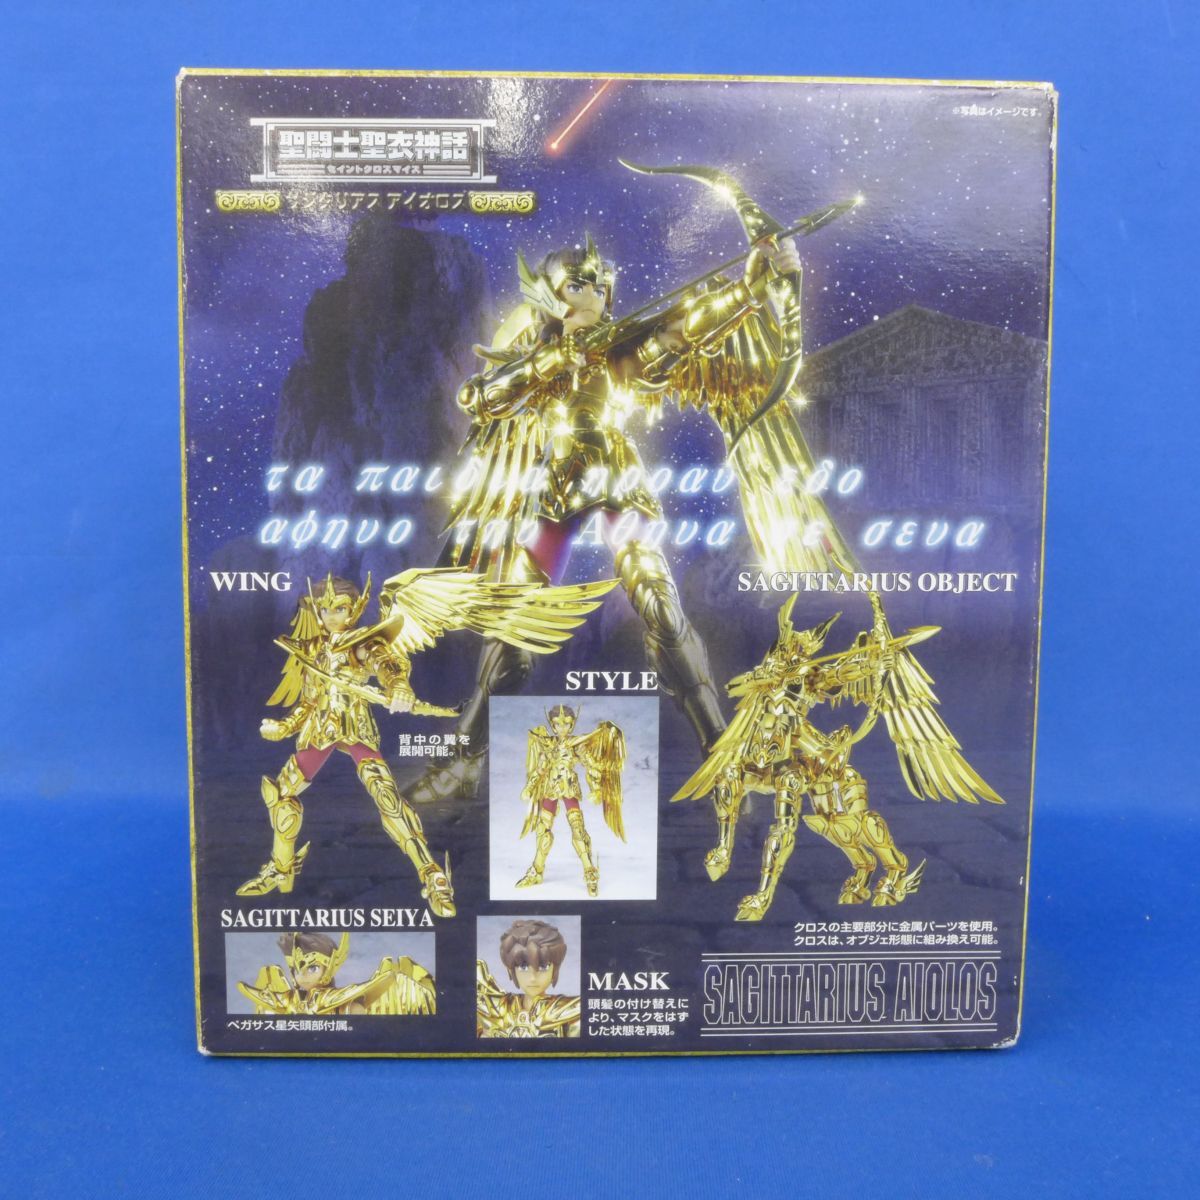 ※写真はイメージです。
聖闘士聖衣神話
セイントクロスマイス
サジタリアス アイオロス
τα παιδια ηρσαν εδο
αφηνο την Αθηνα σε σενα
WING
SAGITTARIUS OBJECT
STYLE
背中の翼を
展開可能。
SAGITTARIUS SEIYA
クロスの主要部分に金属パーツを使用。
クロスは、オブジェ形態に組み換え可能。
MASK
頭髪の付け替えに
より、マスクをはず
した状態を再現。
ペガサス星矢頭部付属。
SAGITTARIUS AIOLOS